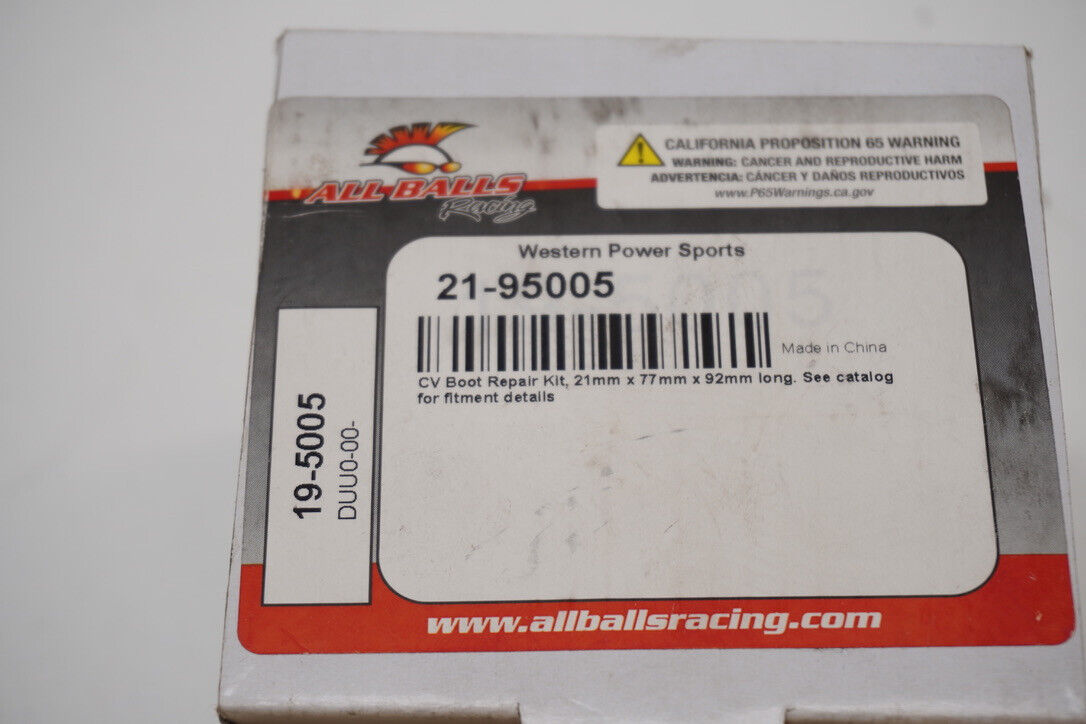 ALL BALLS
Racing
CALIFORNIA PROPOSITION 65 WARNING
WARNING: CANCER AND REPRODUCTIVE HARM
ADVERTENCIA: CÁNCER Y DAÑOS REPRODUCTIVOS
www.P65Warnings.ca.gov
Western Power Sports
21-95005
Made in China
CV Boot Repair Kit, 21mm x 77mm x 92mm long. See catalog
for fitment details
19-5005
DUU0-00-
www.allballsracing.com